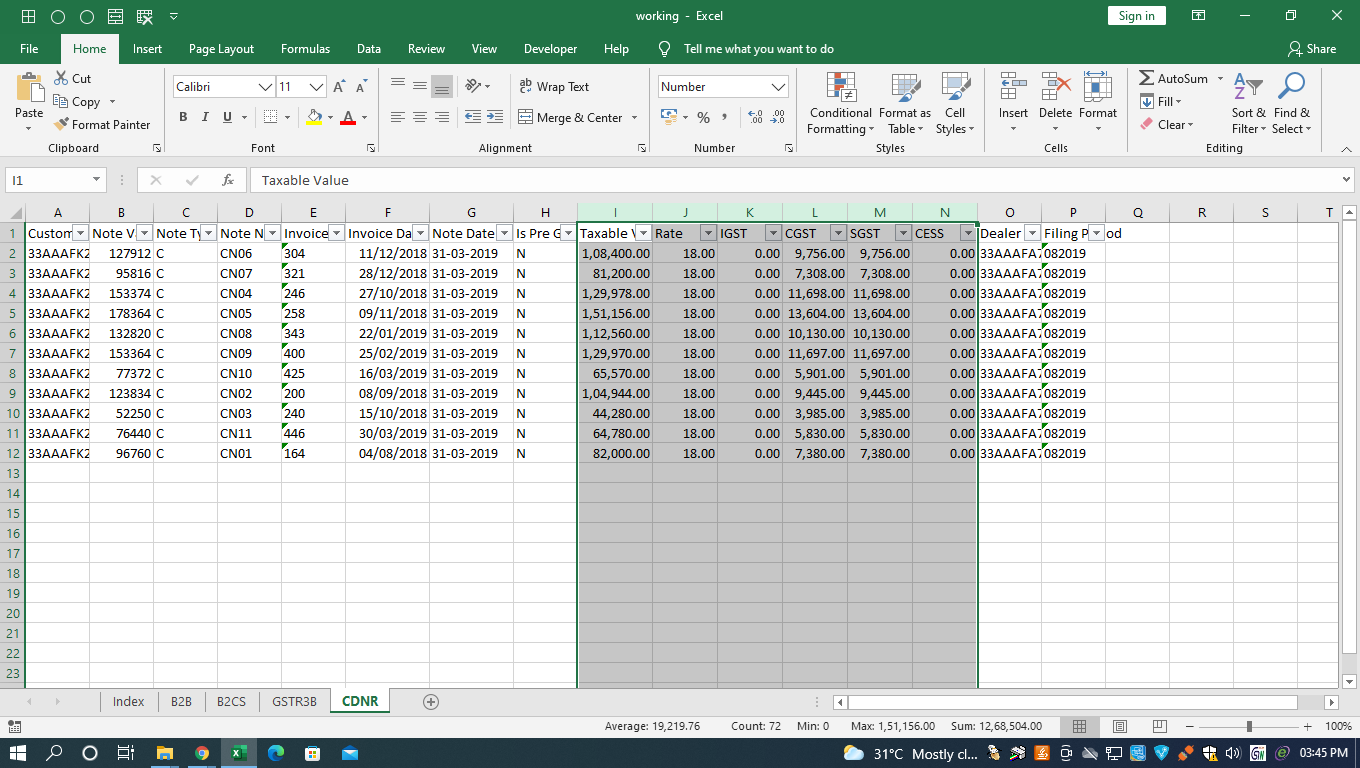 working - Excel
Sign in
File Home Insert Page Layout Formulas Data Review View Developer Help Tell me what you want to do Share
Paste Cut Copy Format Painter Clipboard
Calibri 11 A A B I U A Font
ab Wrap Text Merge & Center Alignment
Number % , .00 Number
Conditional Formatting Format as Table Cell Styles Styles
Insert Delete Format Cells
AutoSum Fill Clear Sort & Filter Find & Select Editing
I1 fx Taxable Value
A B C D E F G H I J K L M N O P Q R S T
1 Custom Note V Note Ty Note N Invoice Invoice Da Note Date Is Pre G Taxable V Rate IGST CGST SGST CESS Dealer Filing P od
2 33AAAFK2 127912 C CN06 304 11/12/2018 31-03-2019 N 1,08,400.00 18.00 0.00 9,756.00 9,756.00 0.00 33AAAFA7 082019
3 33AAAFK2 95816 C CN07 321 28/12/2018 31-03-2019 N 81,200.00 18.00 0.00 7,308.00 7,308.00 0.00 33AAAFA7 082019
4 33AAAFK2 153374 C CN04 246 27/10/2018 31-03-2019 N 1,29,978.00 18.00 0.00 11,698.00 11,698.00 0.00 33AAAFA7 082019
5 33AAAFK2 178364 C CN05 258 09/11/2018 31-03-2019 N 1,51,156.00 18.00 0.00 13,604.00 13,604.00 0.00 33AAAFA7 082019
6 33AAAFK2 132820 C CN08 343 22/01/2019 31-03-2019 N 1,12,560.00 18.00 0.00 10,130.00 10,130.00 0.00 33AAAFA7 082019
7 33AAAFK2 153364 C CN09 400 25/02/2019 31-03-2019 N 1,29,970.00 18.00 0.00 11,697.00 11,697.00 0.00 33AAAFA7 082019
8 33AAAFK2 77372 C CN10 425 16/03/2019 31-03-2019 N 65,570.00 18.00 0.00 5,901.00 5,901.00 0.00 33AAAFA7 082019
9 33AAAFK2 123834 C CN02 200 08/09/2018 31-03-2019 N 1,04,944.00 18.00 0.00 9,445.00 9,445.00 0.00 33AAAFA7 082019
10 33AAAFK2 52250 C CN03 240 15/10/2018 31-03-2019 N 44,280.00 18.00 0.00 3,985.00 3,985.00 0.00 33AAAFA7 082019
11 33AAAFK2 76440 C CN11 446 30/03/2019 31-03-2019 N 64,780.00 18.00 0.00 5,830.00 5,830.00 0.00 33AAAFA7 082019
12 33AAAFK2 96760 C CN01 164 04/08/2018 31-03-2019 N 82,000.00 18.00 0.00 7,380.00 7,380.00 0.00 33AAAFA7 082019
13
14
15
16
17
18
19
20
21
22
23
Index B2B B2CS GSTR3B CDNR
Average: 19,219.76 Count: 72 Min: 0 Max: 1,51,156.00 Sum: 12,68,504.00 100%
31°C Mostly cl... 03:45 PM